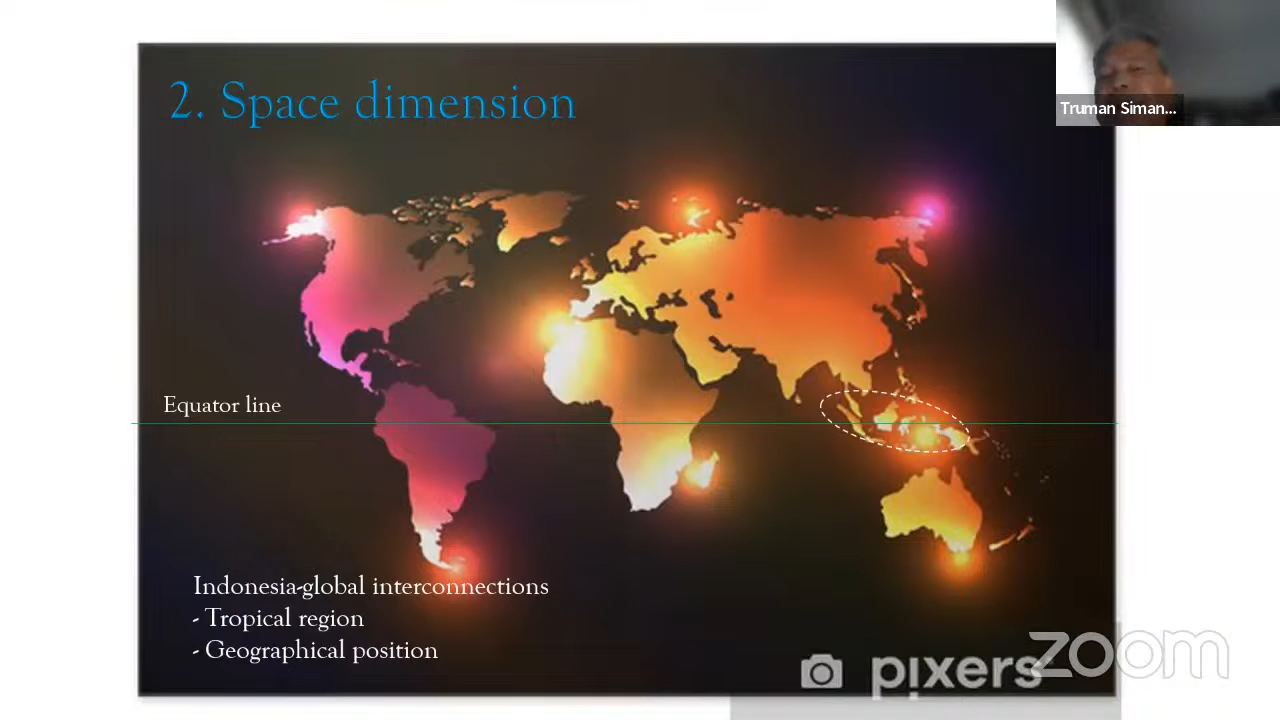 2. Space dimension
Truman Siman...
Equator line
Indonesia-global interconnections
- Tropical region
- Geographical position
pixers
zoom